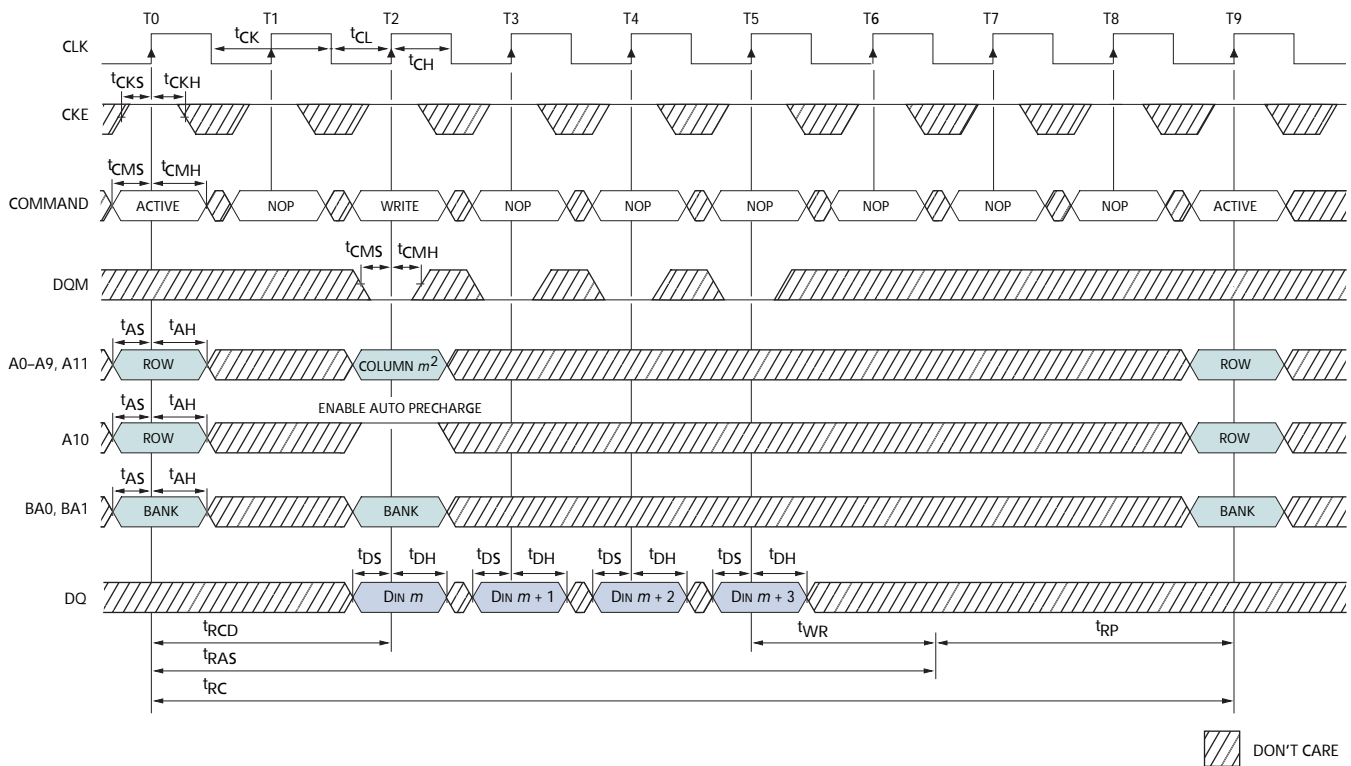 T0 T1 T2 T3 T4 T5 T6 T7 T8 T9
CLK
tCK tCL
tCH
tCKS tCKH
CKE
tCMS tCMH
COMMAND ACTIVE NOP WRITE NOP NOP NOP NOP NOP NOP ACTIVE
tCMS tCMH
DQM
tAS tAH
A0–A9, A11 ROW COLUMN m2 ROW
tAS tAH ENABLE AUTO PRECHARGE
A10 ROW ROW
tAS tAH
BA0, BA1 BANK BANK BANK
tDS tDH tDS tDH tDS tDH tDS tDH
DQ DIN m DIN m + 1 DIN m + 2 DIN m + 3
tRCD tWR tRP
tRAS
tRC
DON'T CARE